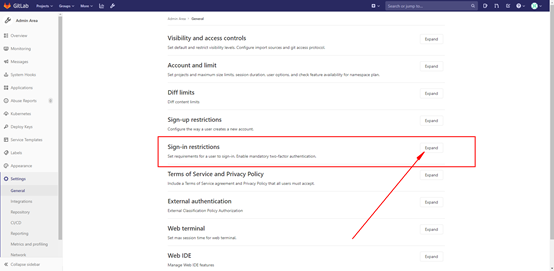 GitLab Projects Groups More Search or jump to...
Admin Area
Overview
Monitoring
Messages
System Hooks
Applications
Abuse Reports 0
Kubernetes
Deploy Keys
Service Templates
Labels
Appearance
Settings
General
Integrations
Repository
CI/CD
Reporting
Metrics and profiling
Network
Collapse sidebar
Admin Area > General
Visibility and access controls
Expand
Set default and restrict visibility levels. Configure import sources and git access protocol.
Account and limit
Expand
Set projects and maximum size limits, session duration, user options, and check feature availability for namespace plan.
Diff limits
Expand
Diff content limits
Sign-up restrictions
Expand
Configure the way a user creates a new account.
Sign-in restrictions
Expand
Set requirements for a user to sign-in. Enable mandatory two-factor authentication.
Terms of Service and Privacy Policy
Expand
Include a Terms of Service agreement and Privacy Policy that all users must accept.
External authentication
Expand
External Classification Policy Authorization
Web terminal
Expand
Set max session time for web terminal.
Web IDE
Expand
Manage Web IDE features